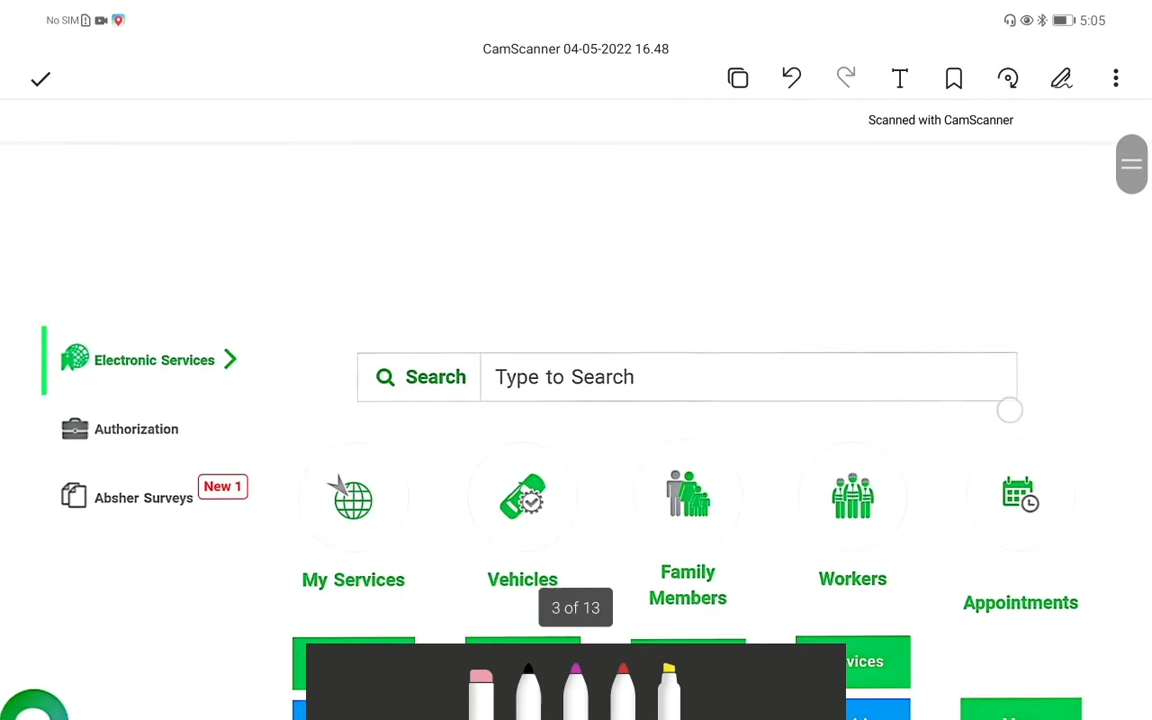 No SIM
5:05
CamScanner 04-05-2022 16.48
Scanned with CamScanner
Electronic Services
Search
Type to Search
Authorization
Absher Surveys
New 1
My Services
Vehicles
Family
Members
Workers
Appointments
3 of 13
vices